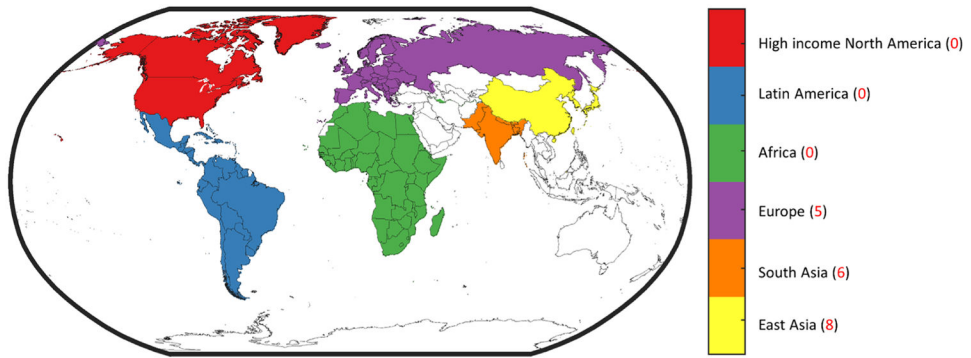 High income North America (0)
Latin America (0)
Africa (0)
Europe (5)
South Asia (6)
East Asia (8)